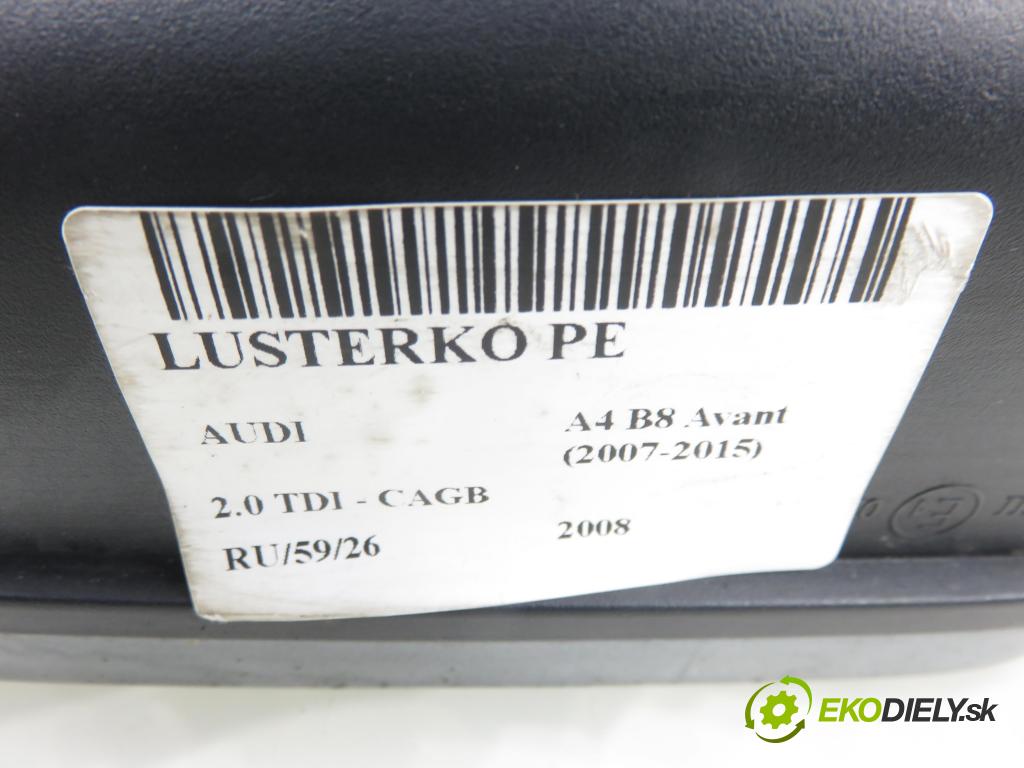 LUSTERKO PE
AUDI
A4 B8 Avant
(2007-2015)
2.0 TDI - CAGB
2008
RU/59/26
EKODIELY.sk